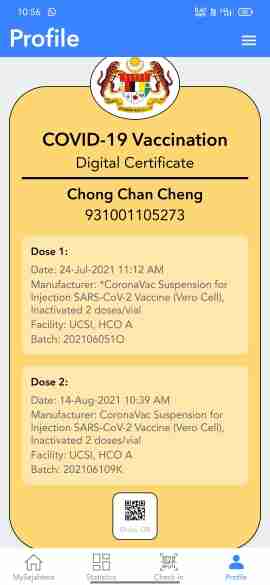 10:56
Profile
COVID-19 Vaccination
Digital Certificate
Chong Chan Cheng
931001105273
Dose 1:
Date: 24-Jul-2021 11:12 AM
Manufacturer: *CoronaVac Suspension for
Injection SARS-CoV-2 Vaccine (Vero Cell),
Inactivated 2 doses/vial
Facility: UCSI, HCO A
Batch: 202106051O
Dose 2:
Date: 14-Aug-2021 10:39 AM
Manufacturer: CoronaVac Suspension for
Injection SARS-CoV-2 Vaccine (Vero Cell),
Inactivated 2 doses/vial
Facility: UCSI, HCO A
Batch: 202106109K
Show QR
MySejahtera Statistics Check-in Profile